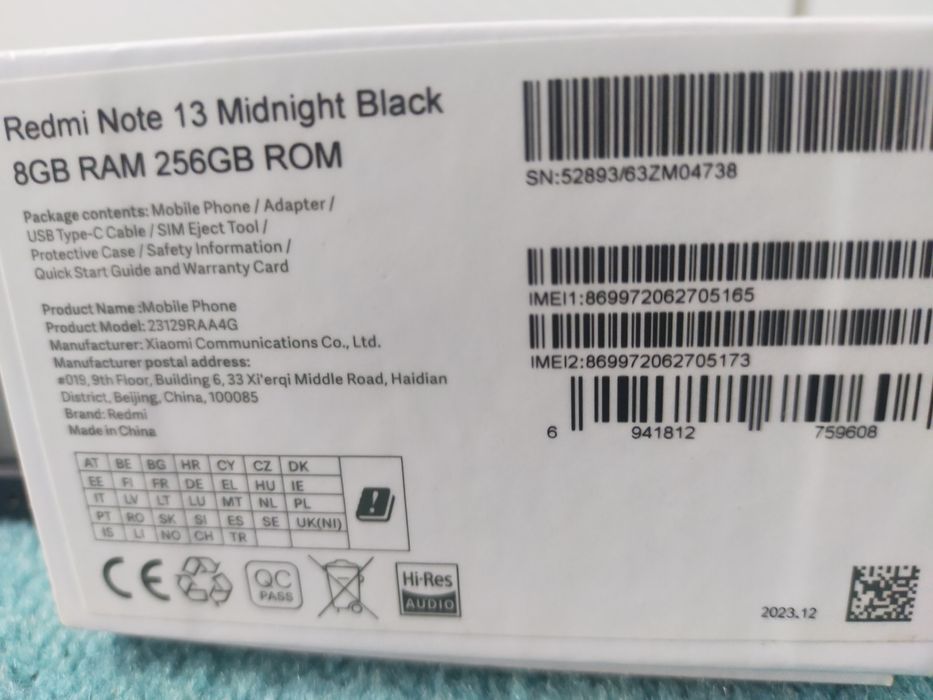 Redmi Note 13 Midnight Black
8GB RAM 256GB ROM
Package contents: Mobile Phone / Adapter /
USB Type-C Cable / SIM Eject Tool /
Protective Case / Safety Information /
Quick Start Guide and Warranty Card
Product Name :Mobile Phone
Product Model: 23129RAA4G
Manufacturer: Xiaomi Communications Co., Ltd.
Manufacturer postal address:
#019, 9th Floor, Building 6, 33 Xi'erqi Middle Road, Haidian
District, Beijing, China, 100085
Brand: Redmi
Made in China
AT BE BG HR CY CZ DK
EE FI FR DE EL HU IE
IT LV LT LU MT NL PL
PT RO SK SI ES SE UK(NI)
IS LI NO CH TR
CE
QC
PASS
Hi-Res
AUDIO
SN:52893/63ZM04738
IMEI1:869972062705165
IMEI2:869972062705173
6 941812 759608
2023.12